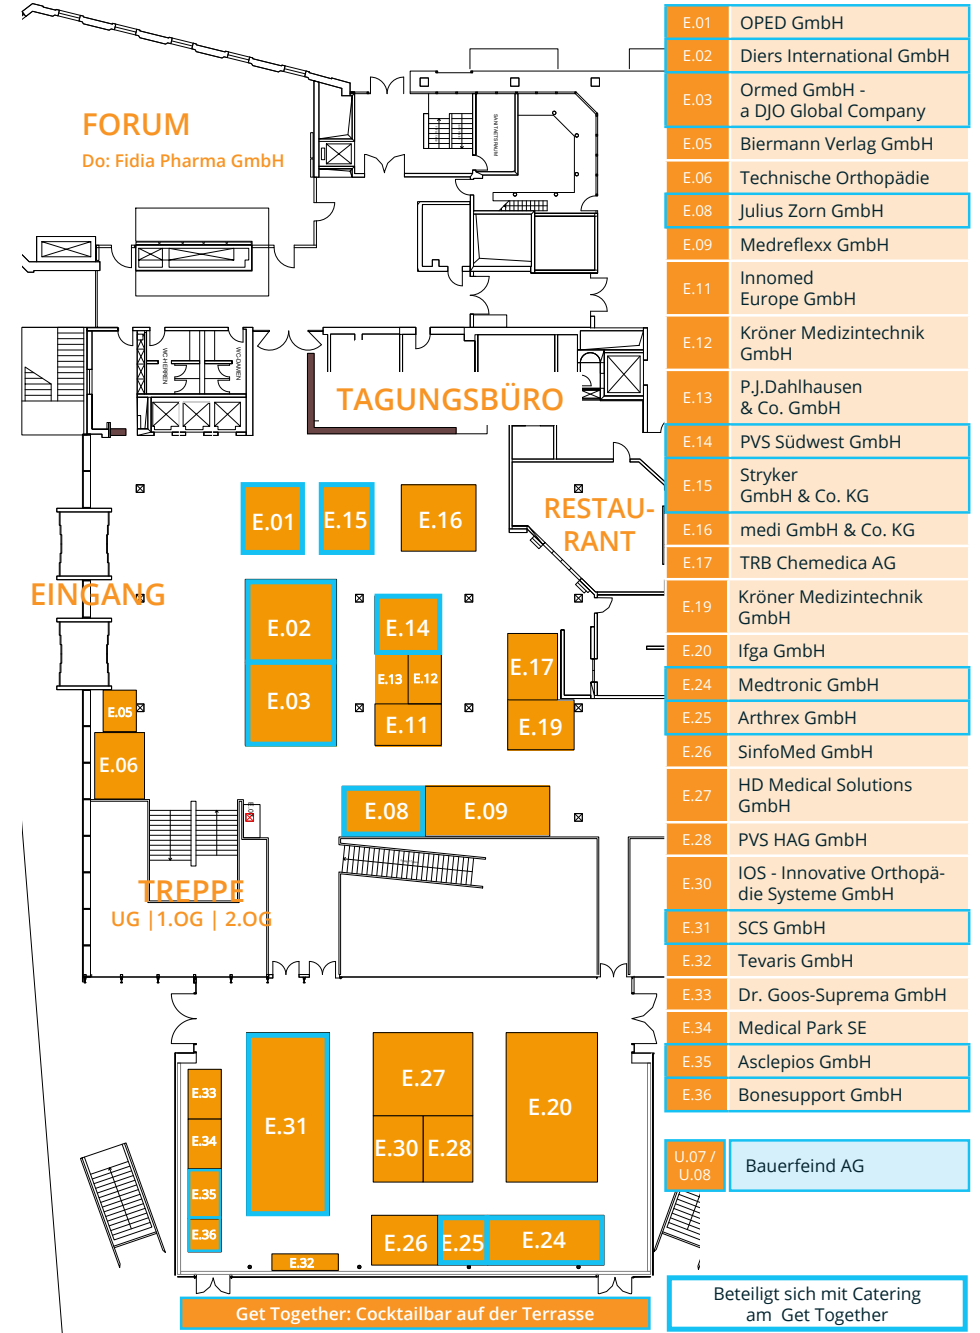 FORUM
Do: Fidia Pharma GmbH
SANITÄTSRAUM
WC-HERREN
WC-DAMEN
TAGUNGSBÜRO
RESTAU-
RANT
EINGANG
E.01
E.15
E.16
E.02
E.14
E.03
E.13
E.12
E.17
E.11
E.19
E.05
E.06
E.08
E.09
TREPPE
UG | 1.OG | 2.OG
E.33
E.34
E.35
E.36
E.31
E.27
E.20
E.30
E.28
E.26
E.25
E.24
E.32
Get Together: Cocktailbar auf der Terrasse
E.01 OPED GmbH
E.02 Diers International GmbH
E.03 Ormed GmbH -
a DJO Global Company
E.05 Biermann Verlag GmbH
E.06 Technische Orthopädie
E.08 Julius Zorn GmbH
E.09 Medreflexx GmbH
E.11 Innomed
Europe GmbH
E.12 Kröner Medizintechnik
GmbH
E.13 P.J.Dahlhausen
& Co. GmbH
E.14 PVS Südwest GmbH
E.15 Stryker
GmbH & Co. KG
E.16 medi GmbH & Co. KG
E.17 TRB Chemedica AG
E.19 Kröner Medizintechnik
GmbH
E.20 Ifga GmbH
E.24 Medtronic GmbH
E.25 Arthrex GmbH
E.26 SinfoMed GmbH
E.27 HD Medical Solutions
GmbH
E.28 PVS HAG GmbH
E.30 IOS - Innovative Orthopä-
die Systeme GmbH
E.31 SCS GmbH
E.32 Tevaris GmbH
E.33 Dr. Goos-Suprema GmbH
E.34 Medical Park SE
E.35 Asclepios GmbH
E.36 Bonesupport GmbH
U.07 /
U.08 Bauerfeind AG
Beteiligt sich mit Catering
am Get Together